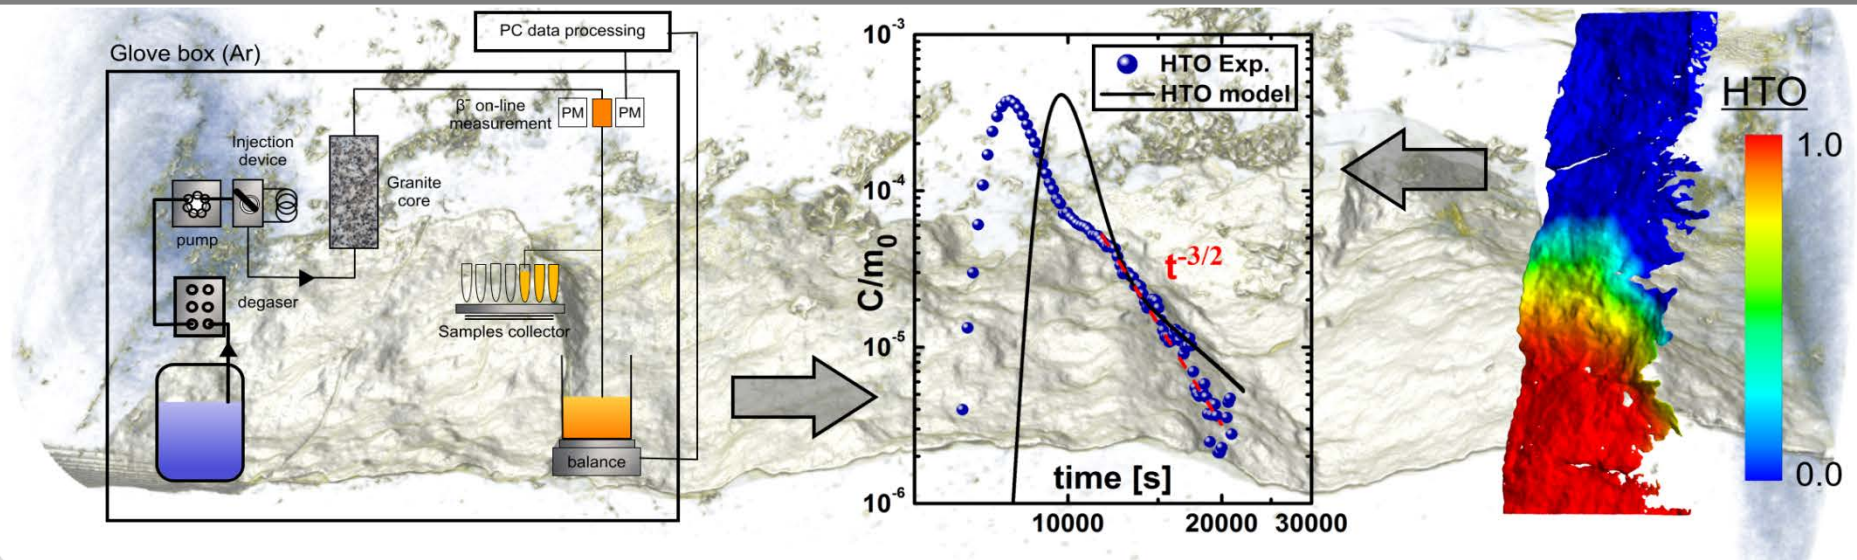 PC data processing
Glove box (Ar)
β⁻ on-line
measurement
PM
PM
Injection
device
Granite
core
pump
degaser
Samples collector
balance
10⁻³
10⁻⁴
10⁻⁵
10⁻⁶
C/m₀
HTO Exp.
HTO model
t⁻³/²
time [s]
10000
20000
30000
HTO
1.0
0.0